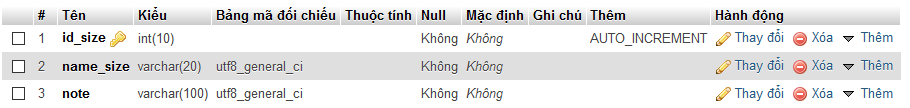 # Tên Kiểu Bảng mã đối chiếu Thuộc tính Null Mặc định Ghi chú Thêm Hành động
1 id_size int(10) Không Không AUTO_INCREMENT Thay đổi Xóa Thêm
2 name_size varchar(20) utf8_general_ci Không Không Thay đổi Xóa Thêm
3 note varchar(100) utf8_general_ci Không Không Thay đổi Xóa Thêm